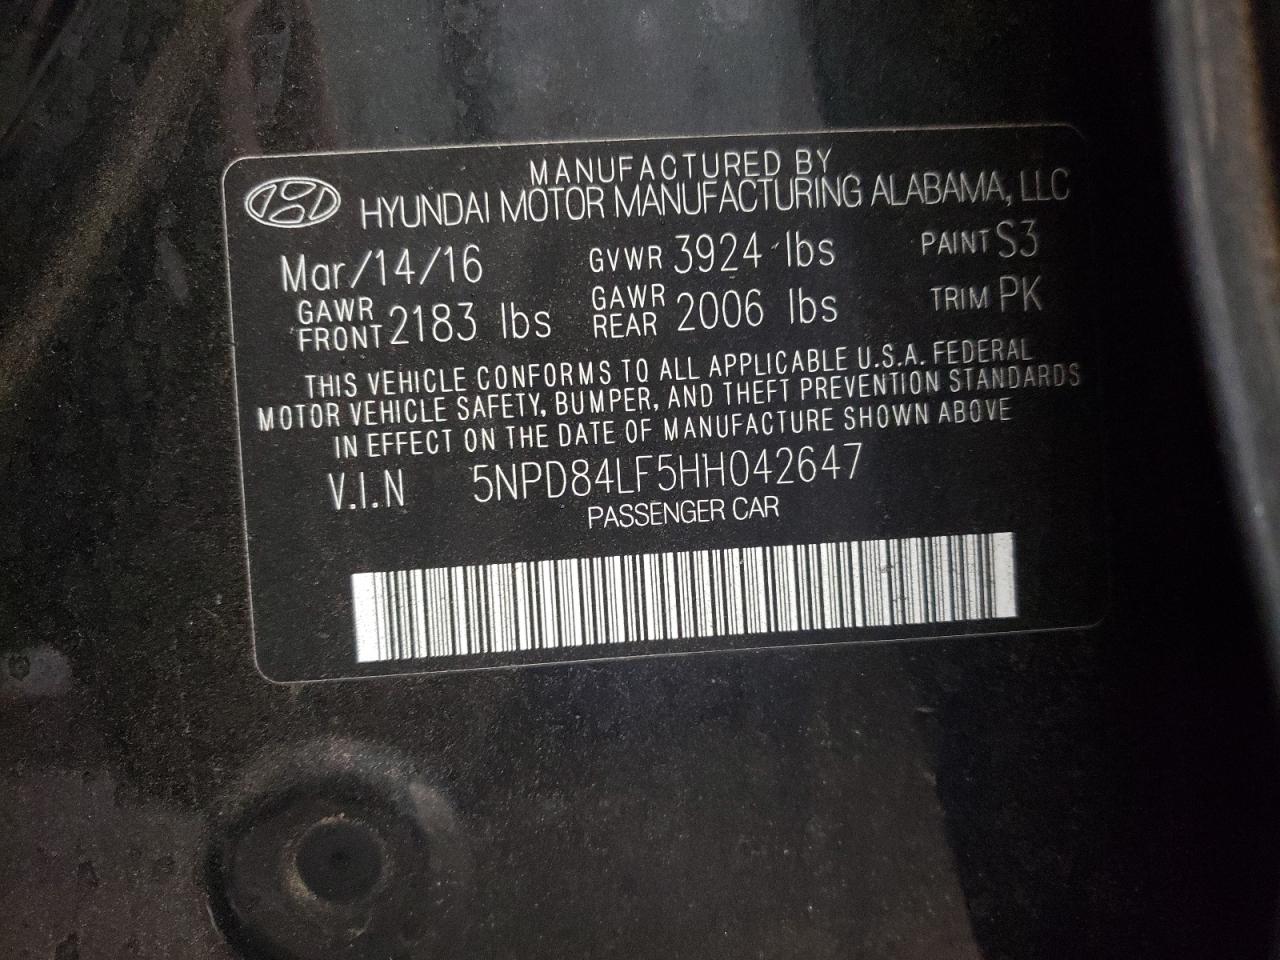 MANUFACTURED BY
HYUNDAI MOTOR MANUFACTURING ALABAMA, LLC
Mar/14/16 GVWR 3924 lbs PAINT S3
GAWR FRONT 2183 lbs GAWR REAR 2006 lbs TRIM PK
THIS VEHICLE CONFORMS TO ALL APPLICABLE U.S.A. FEDERAL
MOTOR VEHICLE SAFETY, BUMPER, AND THEFT PREVENTION STANDARDS
IN EFFECT ON THE DATE OF MANUFACTURE SHOWN ABOVE
V.I.N 5NPD84LF5HH042647
PASSENGER CAR